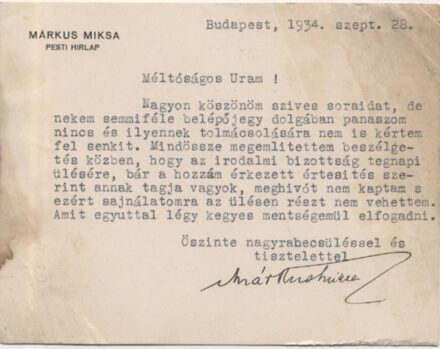 Budapest, 1934. szept. 28.
MÁRKUS MIKSA
PESTI HIRLAP
Méltóságos Uram !
Nagyon köszönöm szives soraidat, de
nekem semmiféle belépőjegy dolgában panaszom
nincs és ilyennek tolmácsolására nem is kértem
fel senkit. Mindössze megemlitettem beszélge-
tés közben, hogy az irodalmi bizottság tegnapi
ülésére, bár a hozzám érkezett értesités sze-
rint annak tagja vagyok, meghivót nem kaptam s
ezért sajnálatomra az ülésen részt nem vehettem.
Amit egyuttal légy kegyes mentségemül elfogadni.
Őszinte nagyrabecsüléssel és
tisztelettel
Márkus Miksa